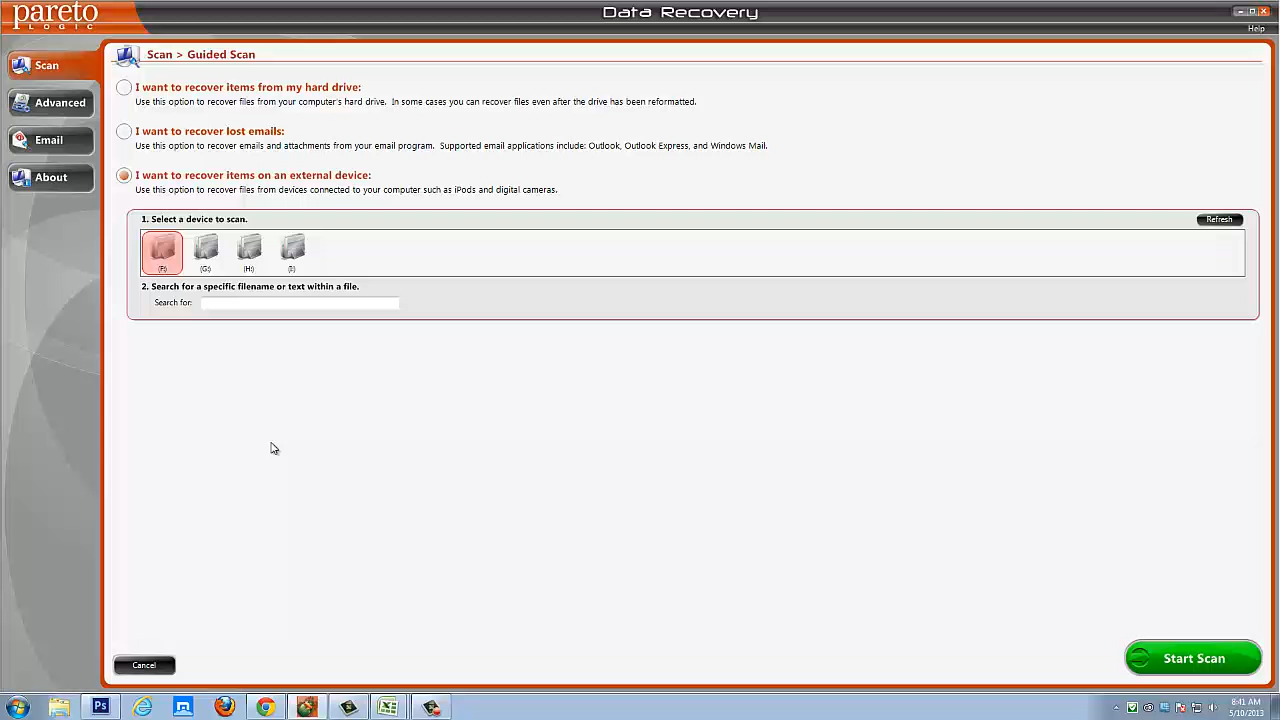 pareto
LOGIC
Data Recovery
Help
Scan
Advanced
Email
About
Scan > Guided Scan
I want to recover items from my hard drive:
Use this option to recover files from your computer's hard drive. In some cases you can recover files even after the drive has been reformatted.
I want to recover lost emails:
Use this option to recover emails and attachments from your email program. Supported email applications include: Outlook, Outlook Express, and Windows Mail.
I want to recover items on an external device:
Use this option to recover files from devices connected to your computer such as iPods and digital cameras.
1. Select a device to scan.
Refresh
(F:) (G:) (H:) (I:)
2. Search for a specific filename or text within a file.
Search for:
Cancel
Start Scan
Ps
8:41 AM
5/10/2013